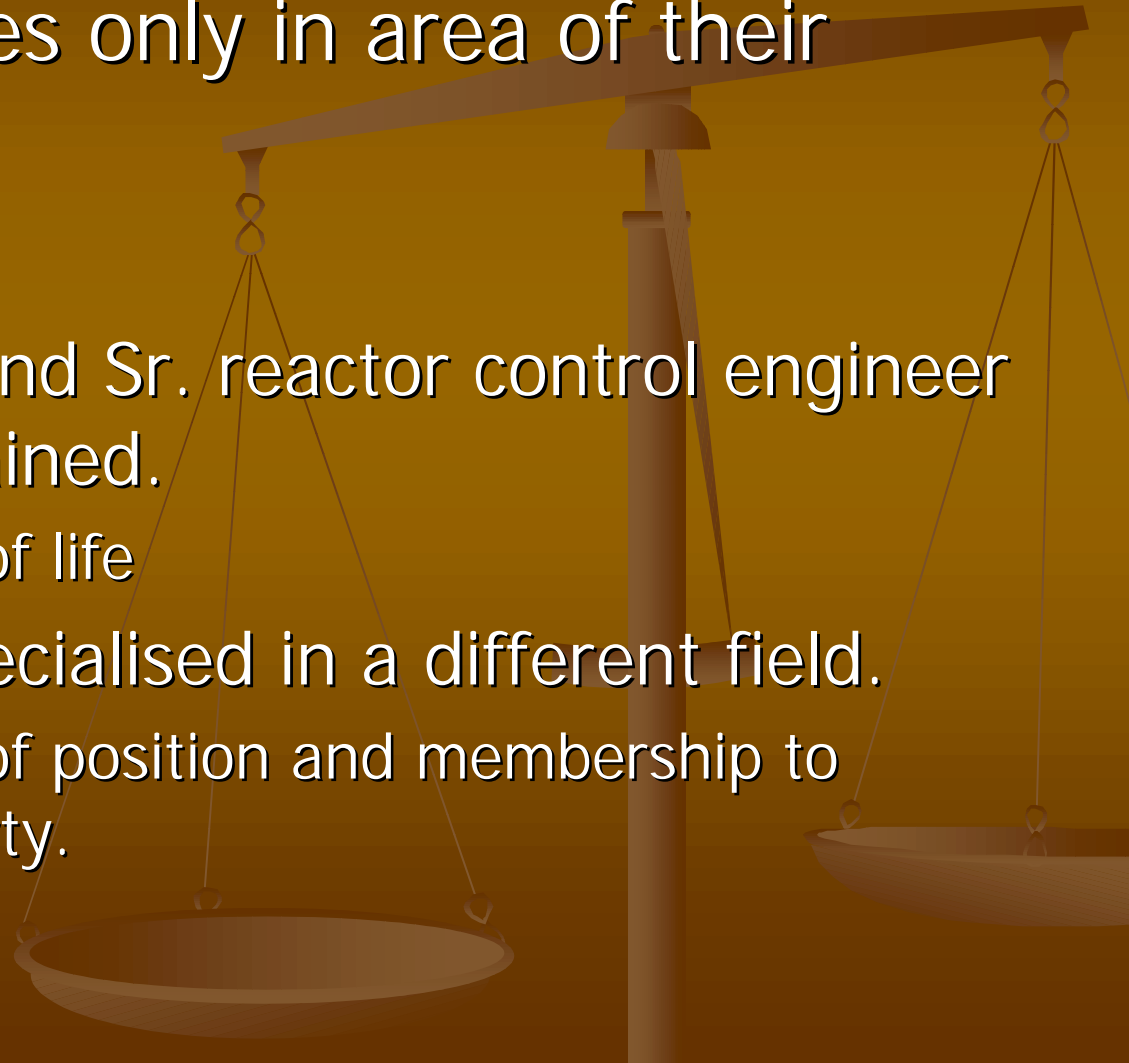 es only in area of their
nd Sr. reactor control engineer
ined.
of life
ecialised in a different field.
of position and membership to
ty.